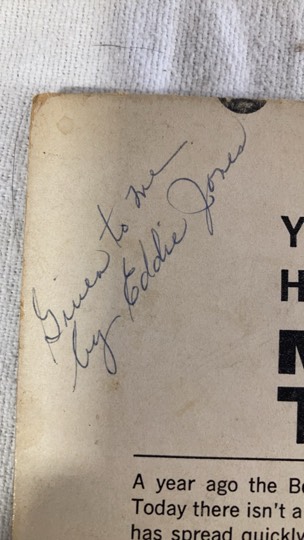 Given to me
by Eddie Jones
Y
H
M
T
A year ago the Be
Today there isn't a
has spread quickly